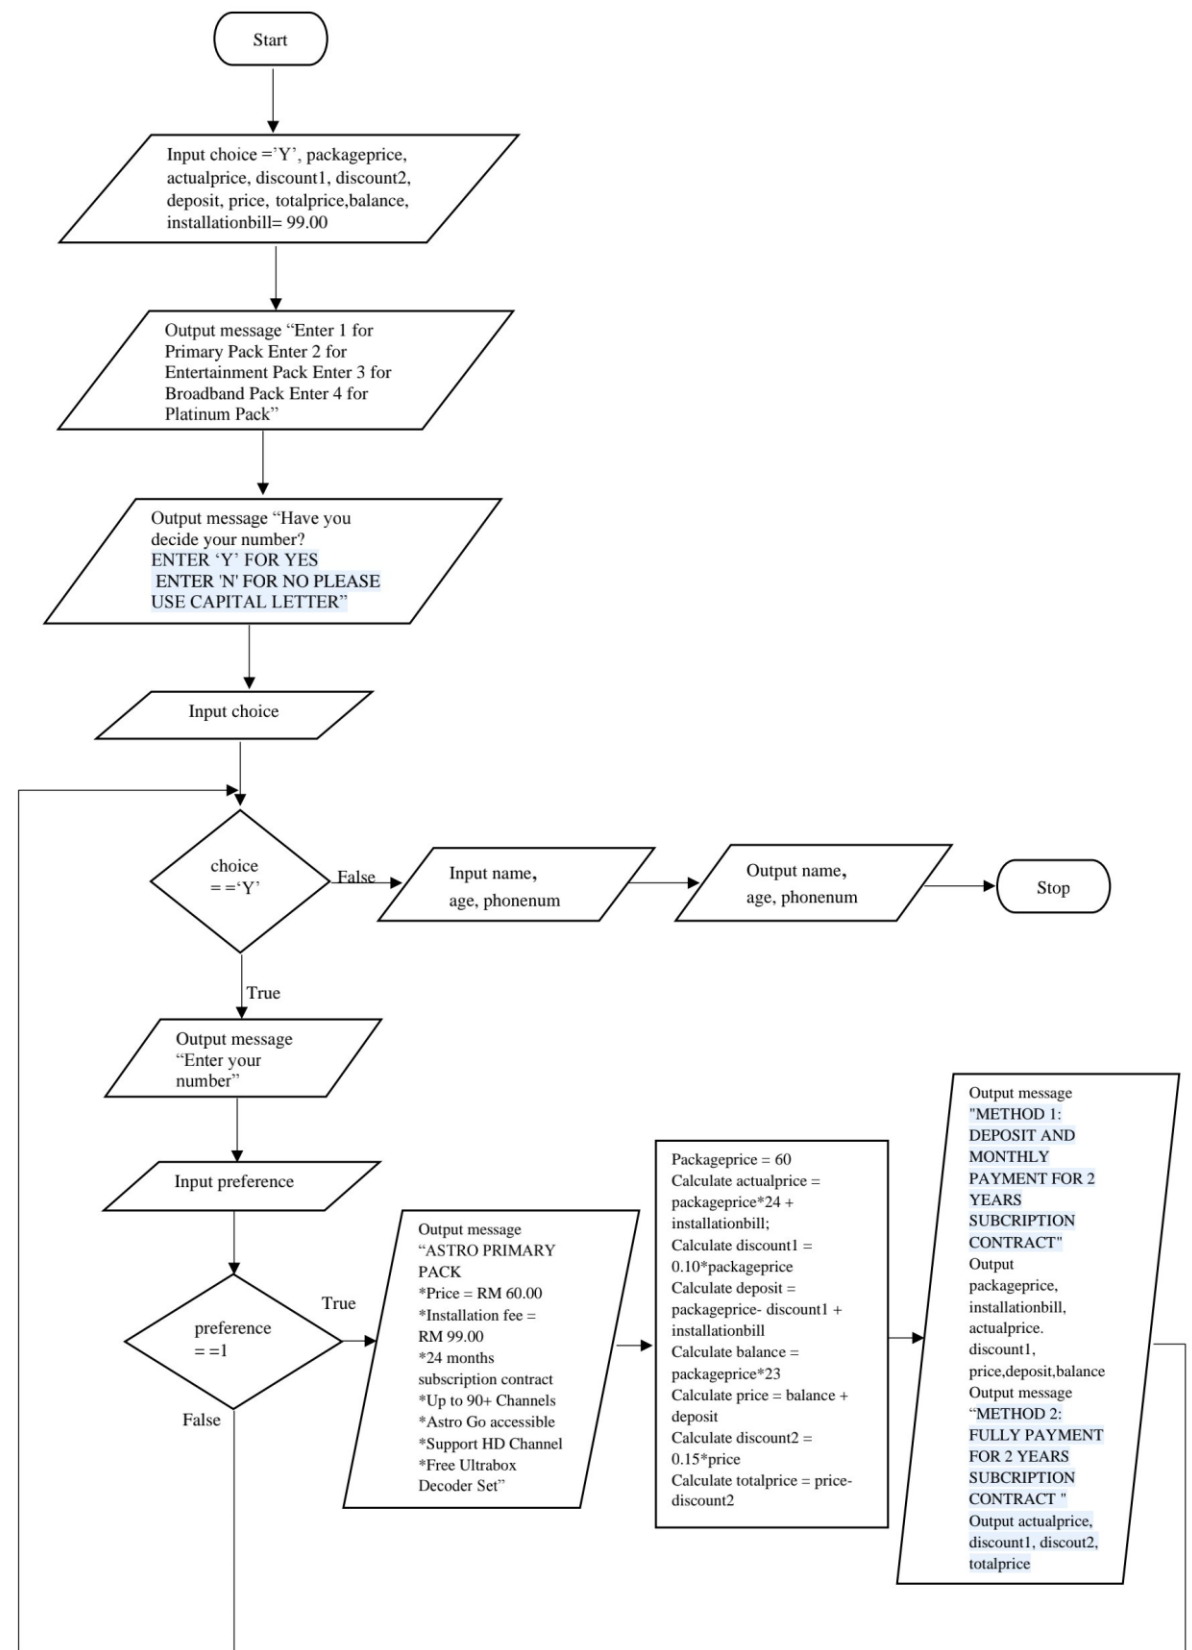 Start
Input choice =’Y’, packageprice,
actualprice, discount1, discount2,
deposit, price, totalprice,balance,
installationbill= 99.00
Output message “Enter 1 for
Primary Pack Enter 2 for
Entertainment Pack Enter 3 for
Broadband Pack Enter 4 for
Platinum Pack”
Output message “Have you
decide your number?
ENTER ‘Y’ FOR YES
ENTER 'N' FOR NO PLEASE
USE CAPITAL LETTER”
Input choice
choice
= =‘Y’
False
Input name,
age, phonenum
Output name,
age, phonenum
Stop
True
Output message
“Enter your
number”
Input preference
preference
= =1
True
False
Output message
“ASTRO PRIMARY
PACK
*Price = RM 60.00
*Installation fee =
RM 99.00
*24 months
subscription contract
*Up to 90+ Channels
*Astro Go accessible
*Support HD Channel
*Free Ultrabox
Decoder Set”
Packageprice = 60
Calculate actualprice =
packageprice*24 +
installationbill;
Calculate discount1 =
0.10*packageprice
Calculate deposit =
packageprice- discount1 +
installationbill
Calculate balance =
packageprice*23
Calculate price = balance +
deposit
Calculate discount2 =
0.15*price
Calculate totalprice = price-
discount2
Output message
"METHOD 1:
DEPOSIT AND
MONTHLY
PAYMENT FOR 2
YEARS
SUBCRIPTION
CONTRACT"
Output
packageprice,
installationbill,
actualprice.
discount1,
price,deposit,balance
Output message
“METHOD 2:
FULLY PAYMENT
FOR 2 YEARS
SUBCRIPTION
CONTRACT "
Output actualprice,
discount1, discout2,
totalprice